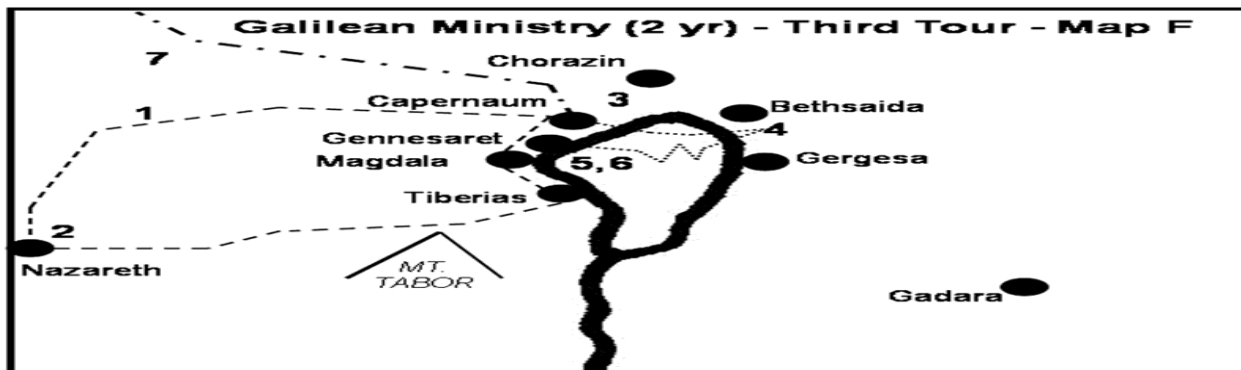 Galilean Ministry (2 yr) - Third Tour - Map F
7
Chorazin
1
Capernaum
3
Bethsaida
4
Gennesaret
Magdala
5, 6
Gergesa
Tiberias
2
Nazareth
MT.
TABOR
Gadara